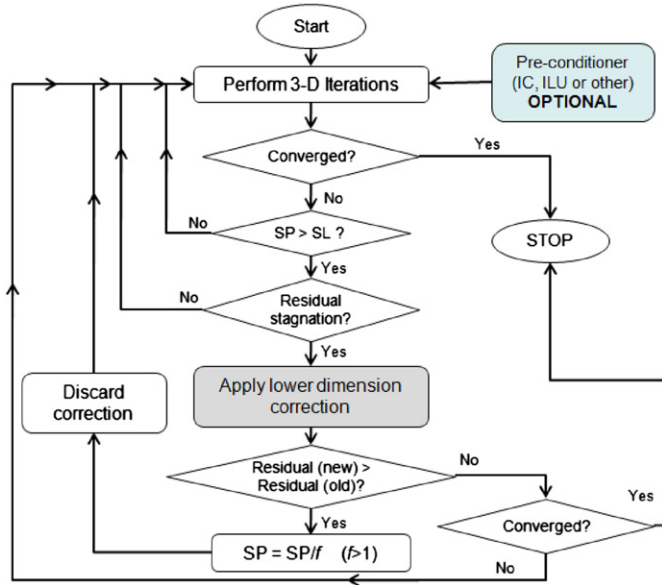 Start
Perform 3-D Iterations
Pre-conditioner
(IC, ILU or other)
OPTIONAL
Converged?
Yes
No
SP > SL ?
No
Yes
STOP
Residual
stagnation?
No
Yes
Apply lower dimension
correction
Discard
correction
Residual (new) >
Residual (old)?
No
Yes
Converged?
Yes
No
SP = SP/f (f>1)